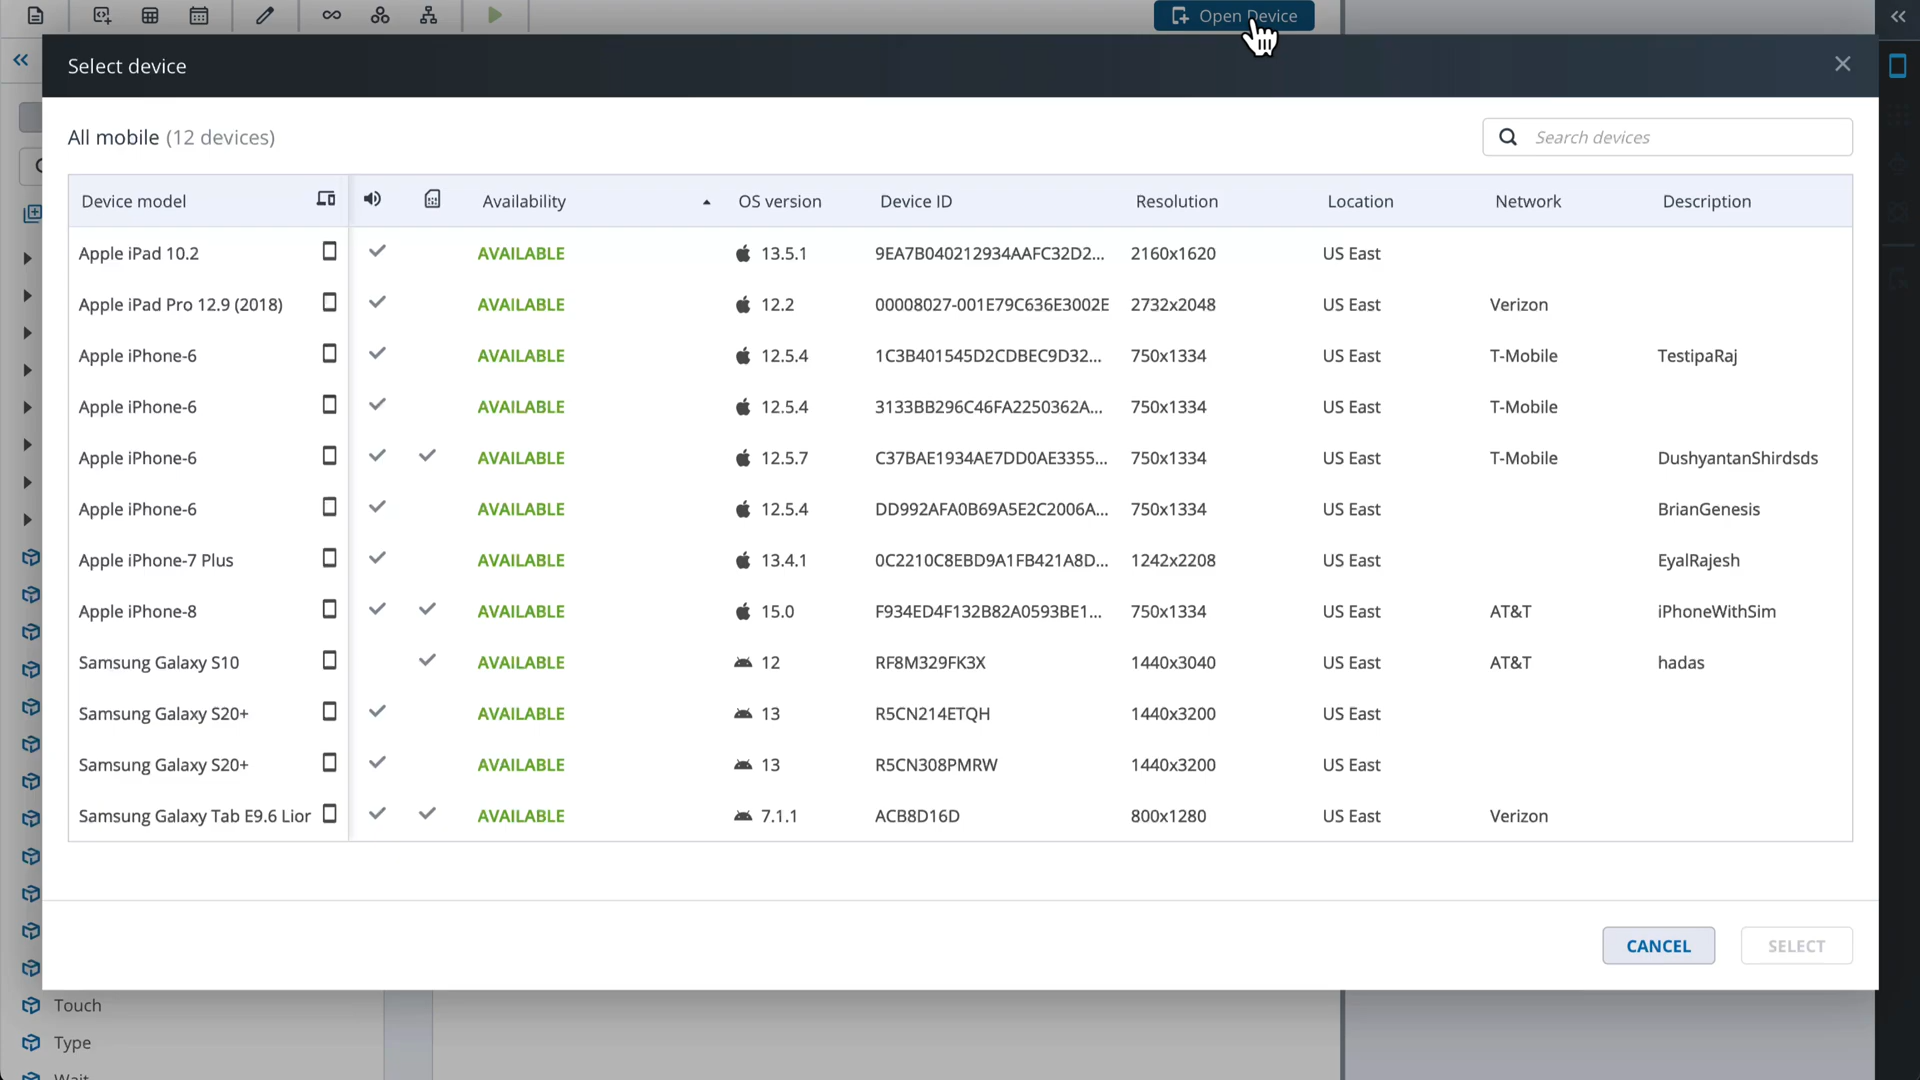 Open Device
Select device
All mobile (12 devices)
Search devices
Device model Availability OS version Device ID Resolution Location Network Description
Apple iPad 10.2 AVAILABLE 13.5.1 9EA7B040212934AAFC32D2... 2160x1620 US East
Apple iPad Pro 12.9 (2018) AVAILABLE 12.2 00008027-001E79C636E3002E 2732x2048 US East Verizon
Apple iPhone-6 AVAILABLE 12.5.4 1C3B401545D2CDBEC9D32... 750x1334 US East T-Mobile TestipaRaj
Apple iPhone-6 AVAILABLE 12.5.4 3133BB296C46FA2250362A... 750x1334 US East T-Mobile
Apple iPhone-6 AVAILABLE 12.5.7 C37BAE1934AE7DD0AE3355... 750x1334 US East T-Mobile DushyantanShirdsds
Apple iPhone-6 AVAILABLE 12.5.4 DD992AFA0B69A5E2C2006A... 750x1334 US East BrianGenesis
Apple iPhone-7 Plus AVAILABLE 13.4.1 0C2210C8EBD9A1FB421A8D... 1242x2208 US East EyalRajesh
Apple iPhone-8 AVAILABLE 15.0 F934ED4F132B82A0593BE1... 750x1334 US East AT&T iPhoneWithSim
Samsung Galaxy S10 AVAILABLE 12 RF8M329FK3X 1440x3040 US East AT&T hadas
Samsung Galaxy S20+ AVAILABLE 13 R5CN214ETQH 1440x3200 US East
Samsung Galaxy S20+ AVAILABLE 13 R5CN308PMRW 1440x3200 US East
Samsung Galaxy Tab E9.6 Lior AVAILABLE 7.1.1 ACB8D16D 800x1280 US East Verizon
CANCEL SELECT
Touch
Type
Wait